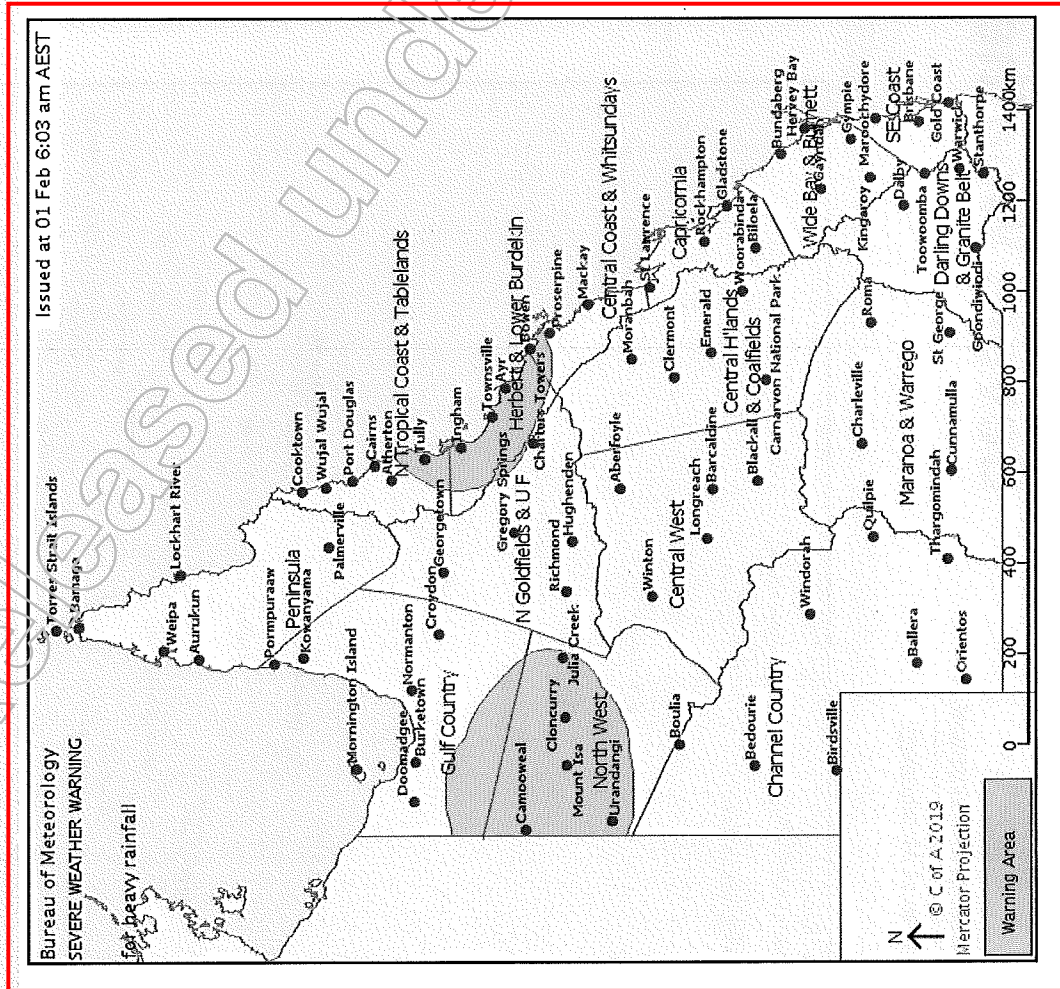 Bureau of Meteorology
SEVERE WEATHER WARNING
for heavy rainfall
Issued at 01 Feb 6:03 am AEST
Torres Strait Islands
Bamaga
Weipa
Aurukun
Lockhart River
Pormpuraaw
Peninsula
Kowanyama
Cooktown
Wujal Wujal
Palmerville
Port Douglas
Mornington Island
Cairns
Atherton
N Tropical Coast & Tablelands
Doomadgee
Normanton
Burketown
Tully
Croydon
Georgetown
Gulf Country
Ingham
Townsville
Ayr
Herbert & Lower Burdekin
Gregory Springs
N Goldfields & U F
Camooweal
Charters Towers
Bowen
Proserpine
Cloncurry
Julia Creek
Richmond
Hughenden
Mount Isa
North West
Urandangi
Mackay
Central Coast & Whitsundays
Aberfoyle
Moranbah
St Lawrence
Winton
Central West
Boulia
Clermont
Capricornia
Longreach
Barcaldine
Emerald
Rockhampton
Gladstone
Central H'lands
& Coalfields
Woorabinda
Biloela
Bedourie
Channel Country
Blackall
Carnarvon National Park
Bundaberg
Hervey Bay
Wide Bay & Burnett
Gayndah
Windorah
Birdsville
Charleville
Roma
Quilpie
Kingaroy
Gympie
Maroochydore
SE Coast
Maranoa & Warrego
Dalby
Brisbane
Toowoomba
Ballera
Thargomindah
Cunnamulla
St George
Darling Downs
& Granite Belt
Gold Coast
Warwick
Orientos
Goondiwindi
Stanthorpe
0 200 400 600 800 1000 1200 1400km
N
© C of A 2019
Mercator Projection
Warning Area
eleased und